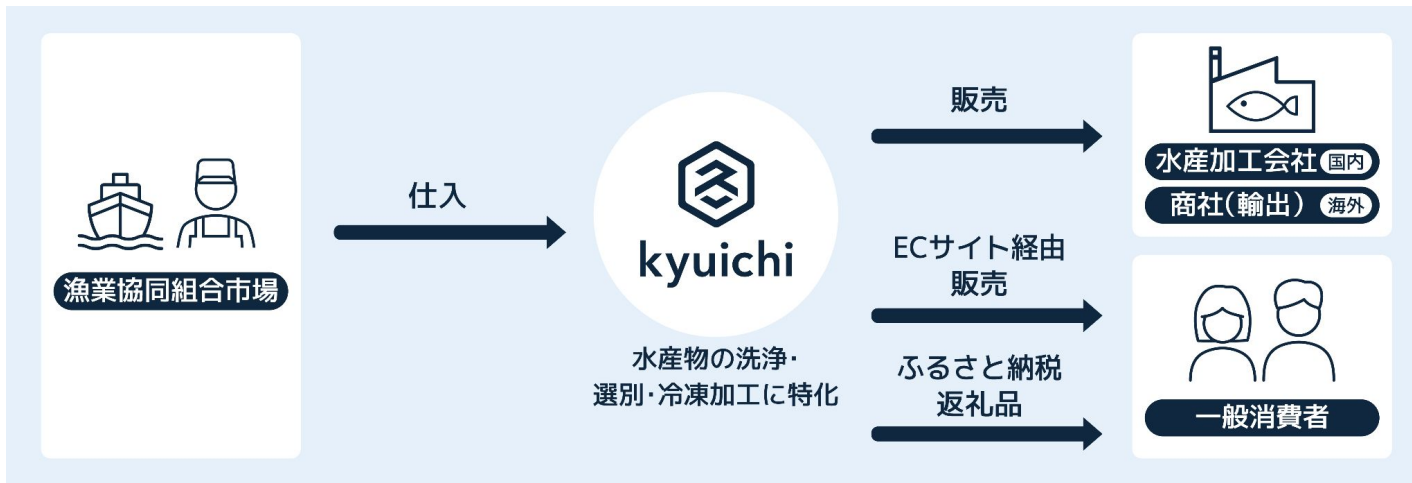 漁業協同組合市場
仕入
kyuichi
水産物の洗浄・
選別・冷凍加工に特化
販売
水産加工会社 国内
商社(輸出) 海外
ECサイト経由
販売
ふるさと納税
返礼品
一般消費者